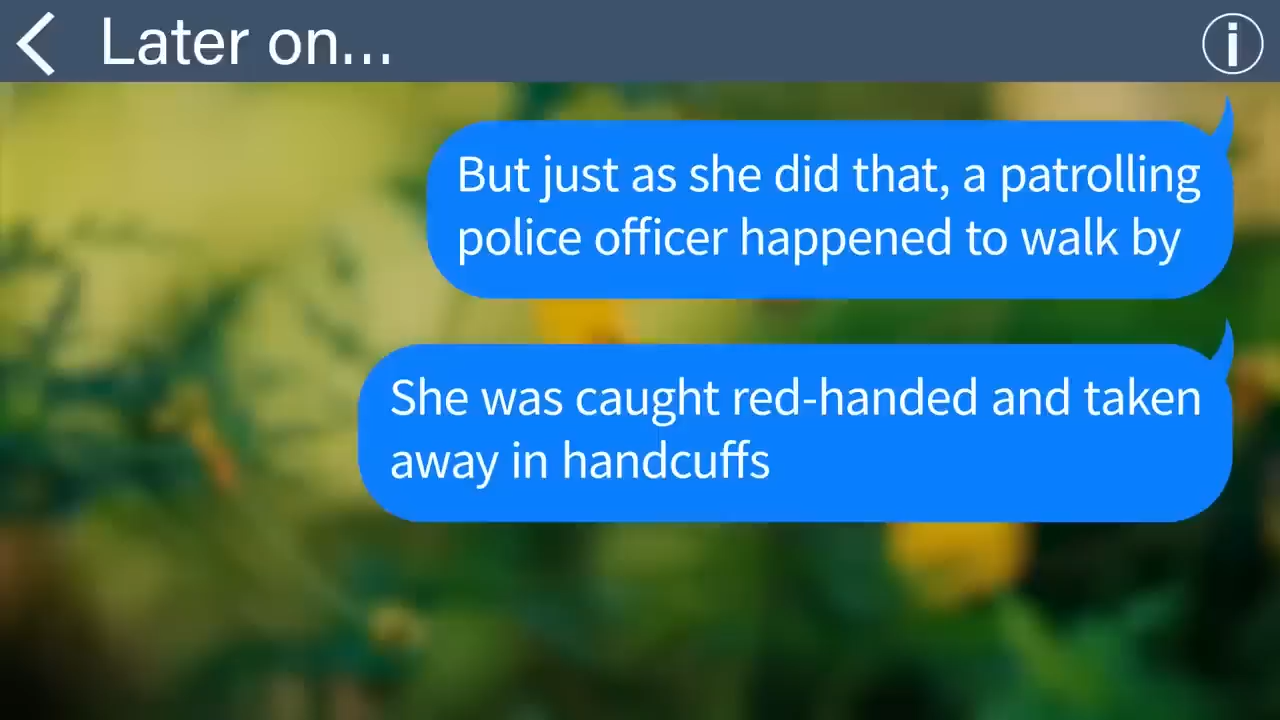 Later on...
But just as she did that, a patrolling
police officer happened to walk by
She was caught red-handed and taken
away in handcuffs